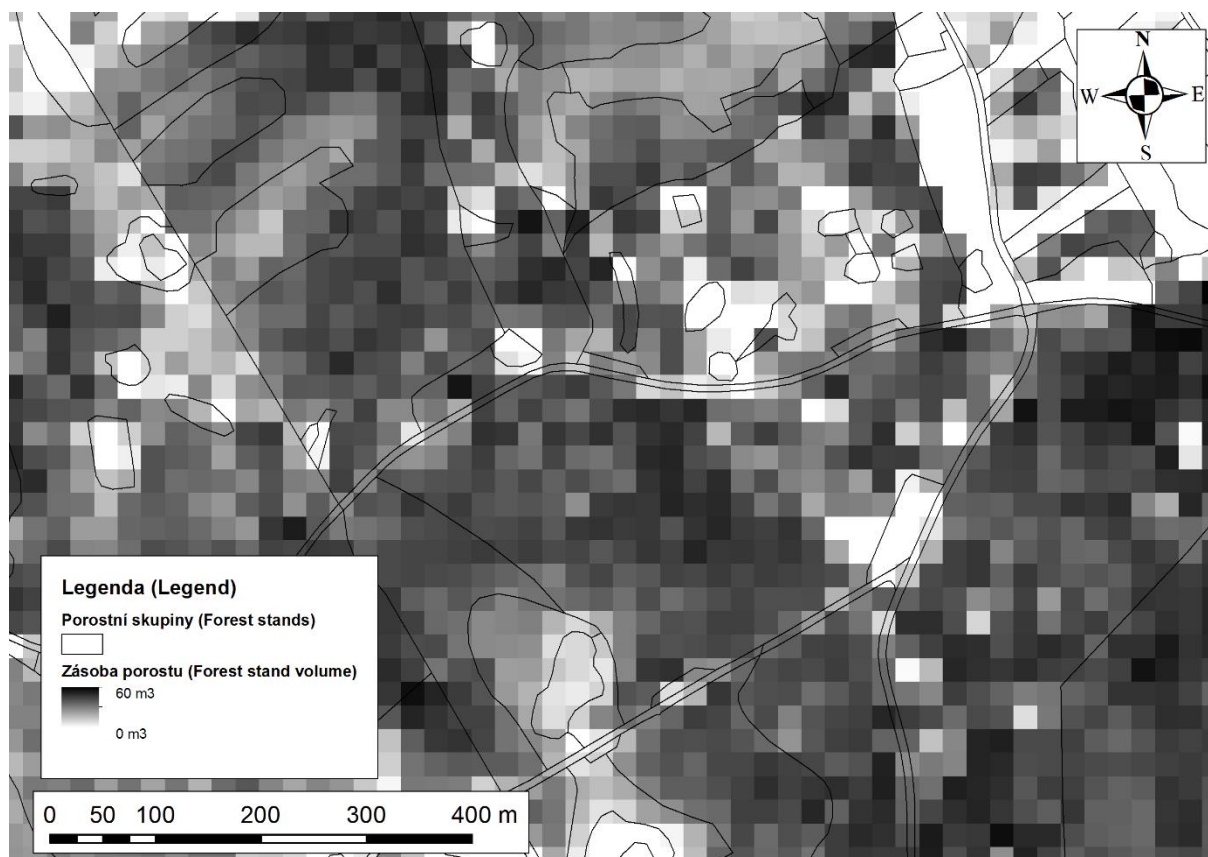 N
W E
S
Legenda (Legend)
Porostní skupiny (Forest stands)
Zásoba porostu (Forest stand volume)
60 m3
0 m3
0 50 100 200 300 400 m